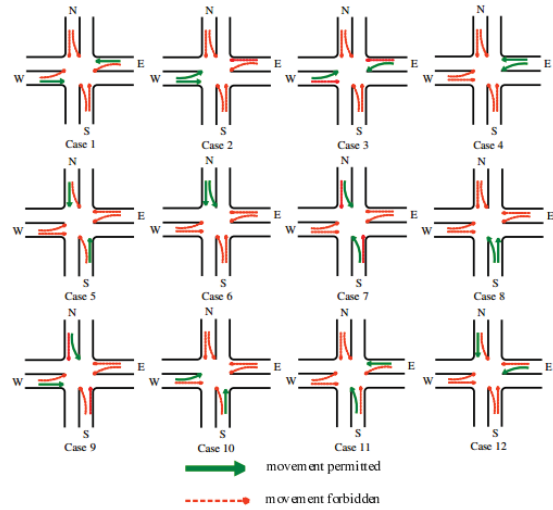 N
N
N
N
E
E
E
E
W
W
W
W
S
S
S
S
Case 1
Case 2
Case 3
Case 4
N
N
N
N
E
E
E
E
W
W
W
W
S
S
S
S
Case 5
Case 6
Case 7
Case 8
N
N
N
N
E
E
E
E
W
W
W
W
S
S
S
S
Case 9
Case 10
Case 11
Case 12
movement permitted
movement forbidden